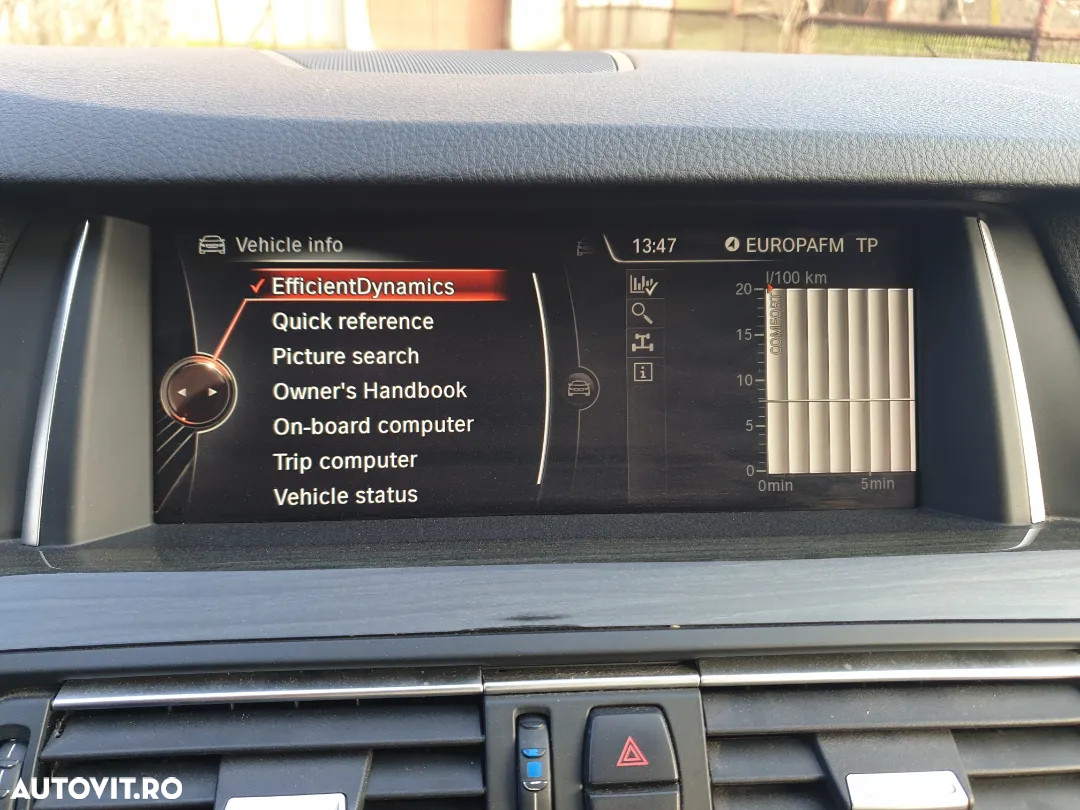 Vehicle info
13:47
EUROPAFM TP
EfficientDynamics
Quick reference
Picture search
Owner's Handbook
On-board computer
Trip computer
Vehicle status
l/100 km
20
15
10
5
0
COMFORT
0min
5min
AUTOVIT.RO